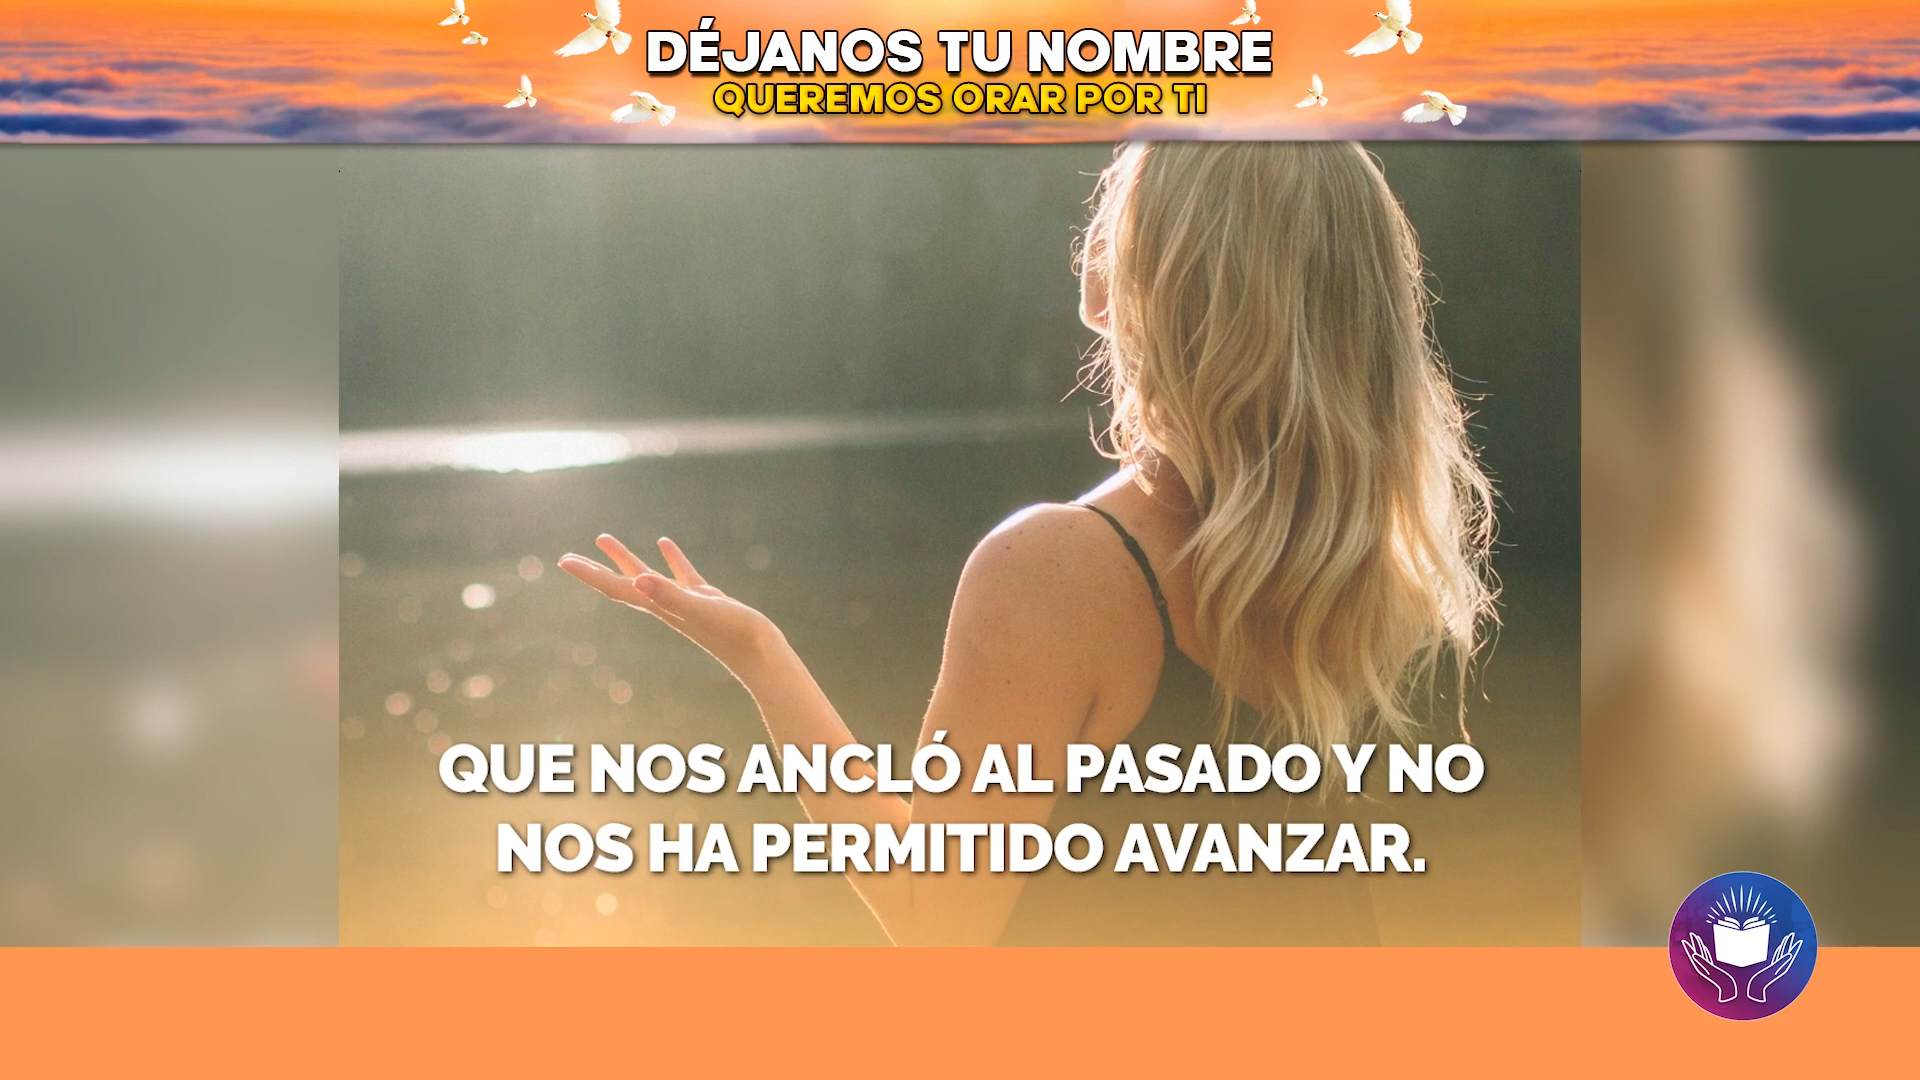 DÉJANOS TU NOMBRE
QUEREMOS ORAR POR TI
QUE NOS ANCLÓ AL PASADO Y NO
NOS HA PERMITIDO AVANZAR.